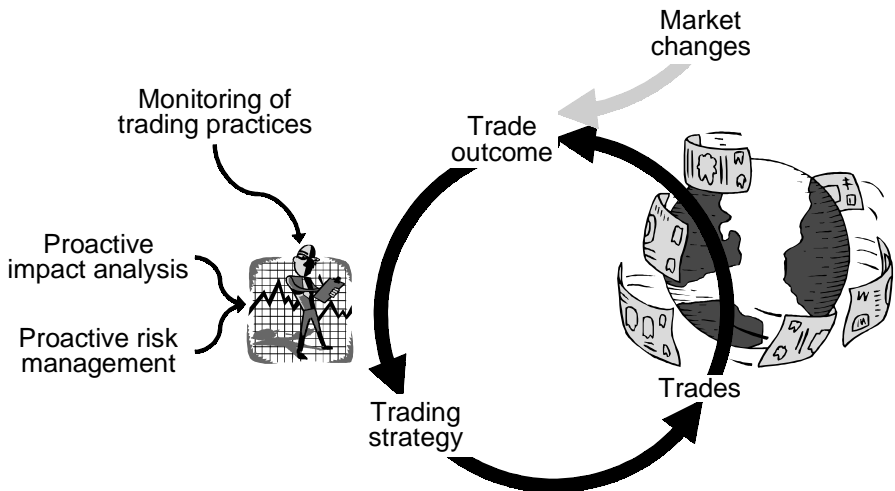 Market
changes
Monitoring of
trading practices
Trade
outcome
Proactive
impact analysis
Proactive risk
management
Trades
Trading
strategy